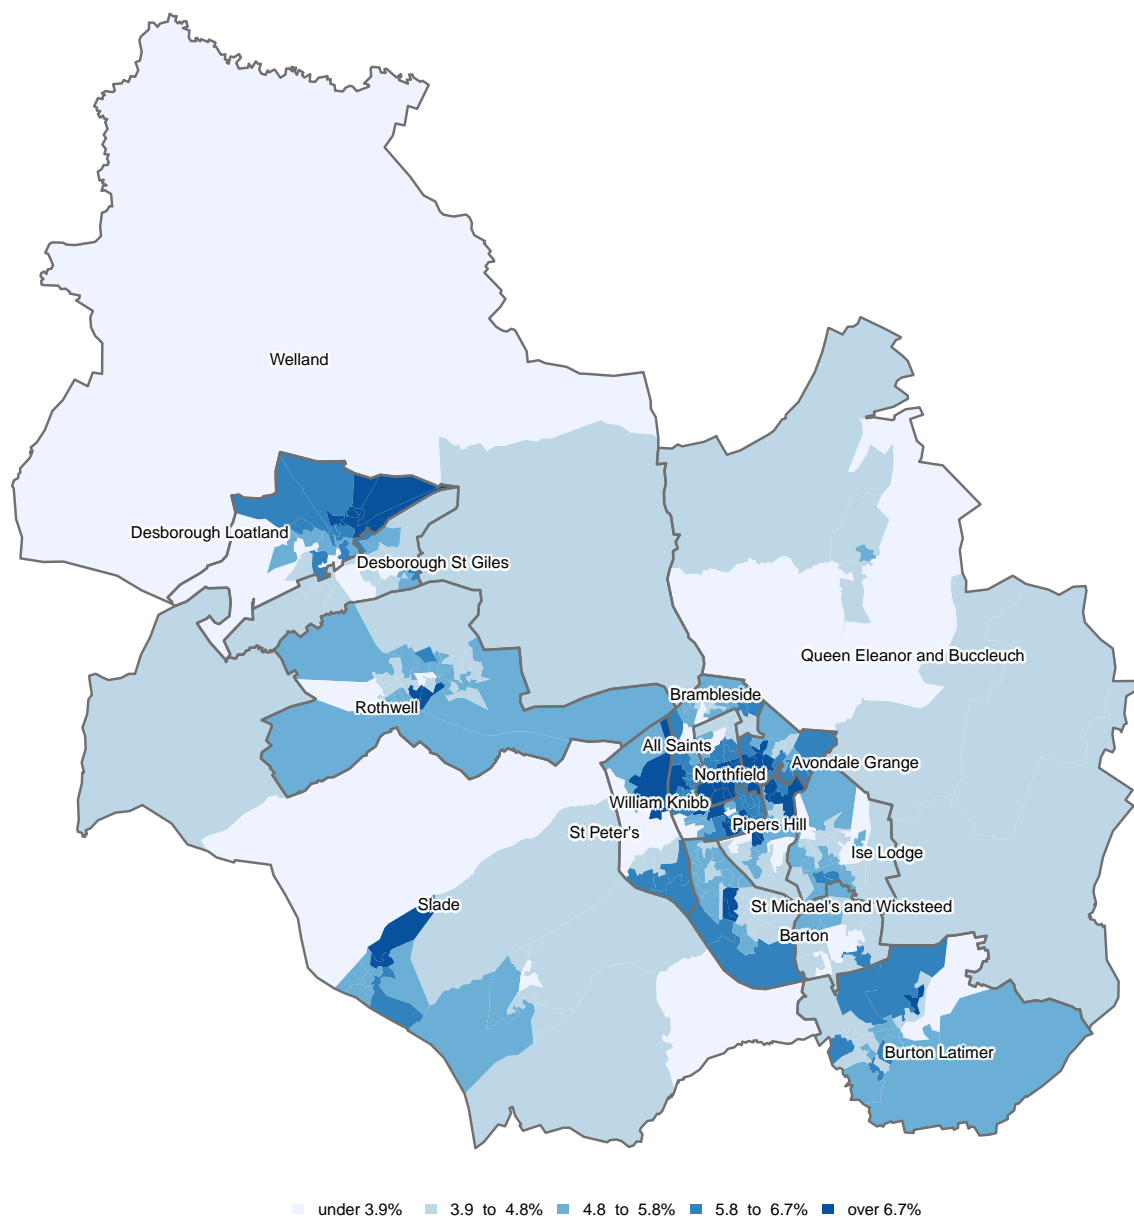 Welland
Desborough Loatland
Desborough St Giles
Queen Eleanor and Buccleuch
Brambleside
Rothwell
All Saints
Avondale Grange
Northfield
William Knibb
Pipers Hill
St Peter's
Ise Lodge
Slade
St Michael's and Wicksteed
Barton
Burton Latimer
under 3.9% 3.9 to 4.8% 4.8 to 5.8% 5.8 to 6.7% over 6.7%